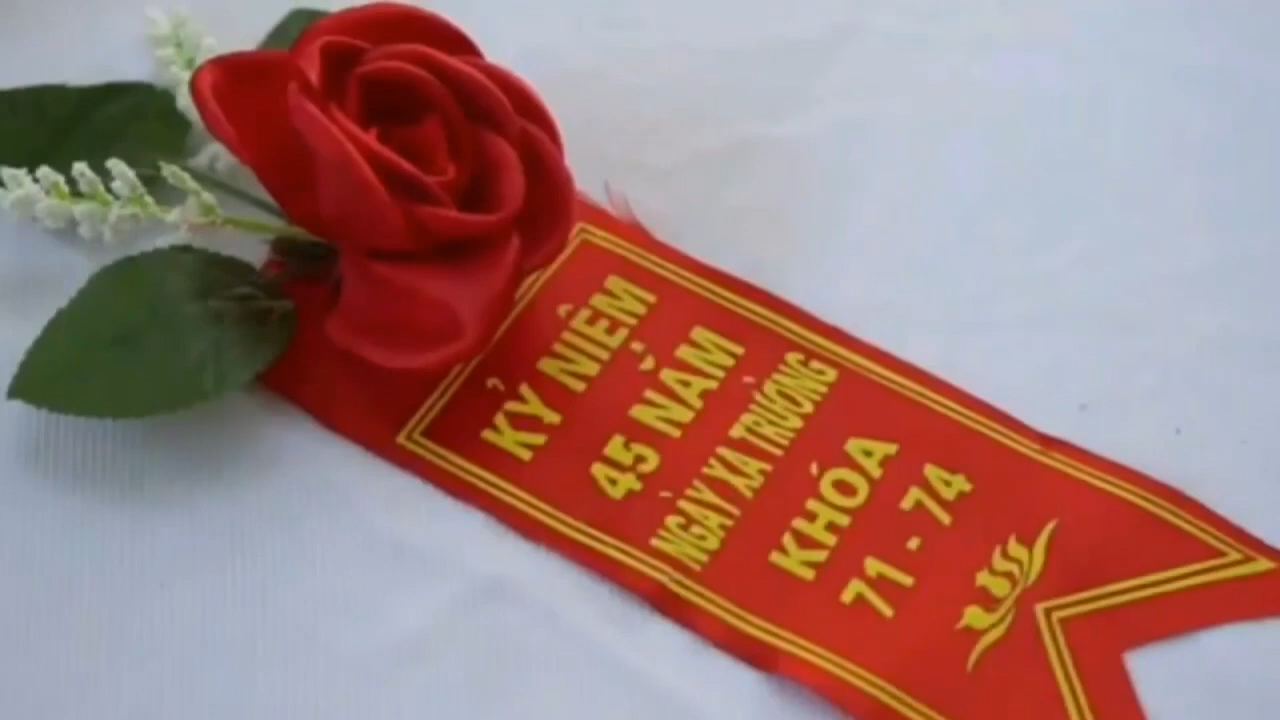 KỶ NIỆM
45 NĂM
NGÀY XA TRƯỜNG
KHÓA
71 - 74